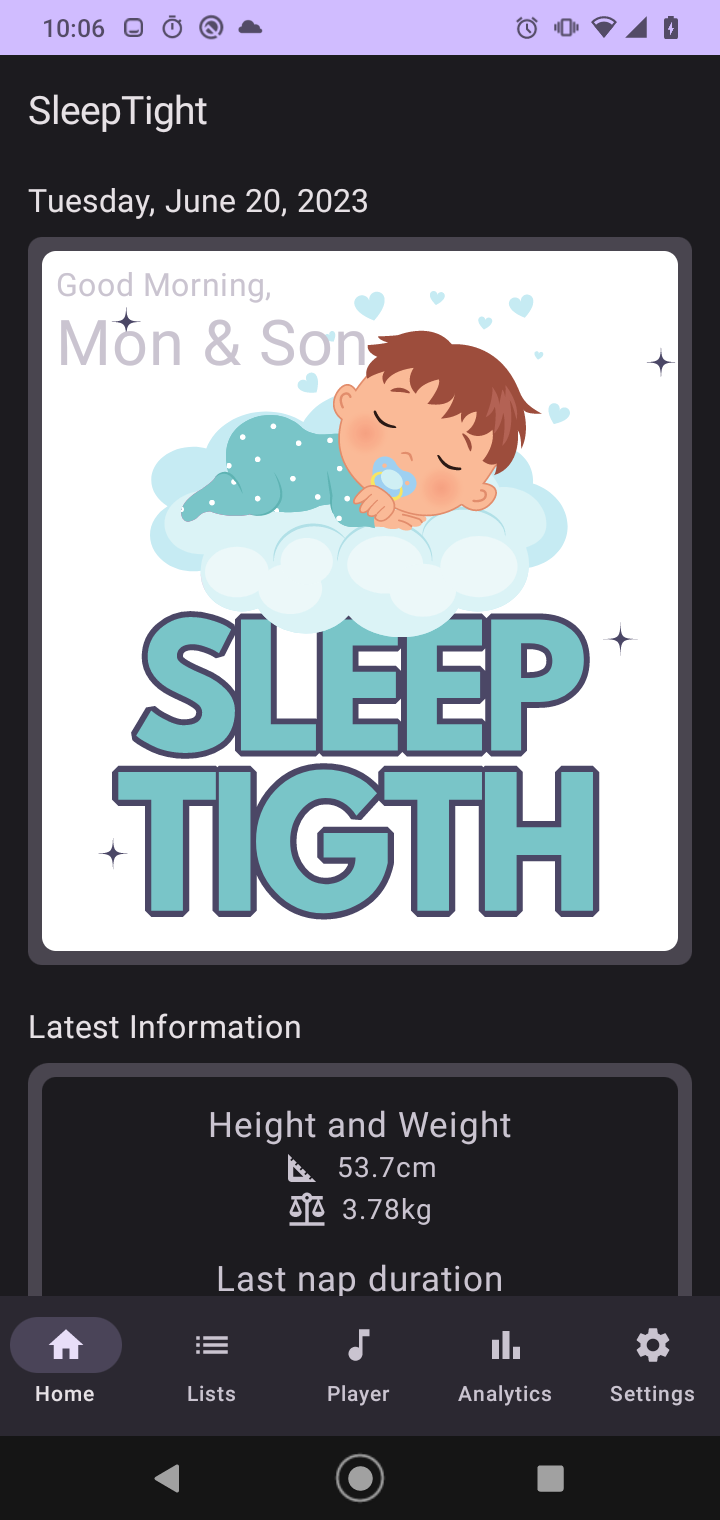 10:06
SleepTight
Tuesday, June 20, 2023
Good Morning,
Mon & Son
SLEEP
TIGTH
Latest Information
Height and Weight
53.7cm
3.78kg
Last nap duration
Home Lists Player Analytics Settings